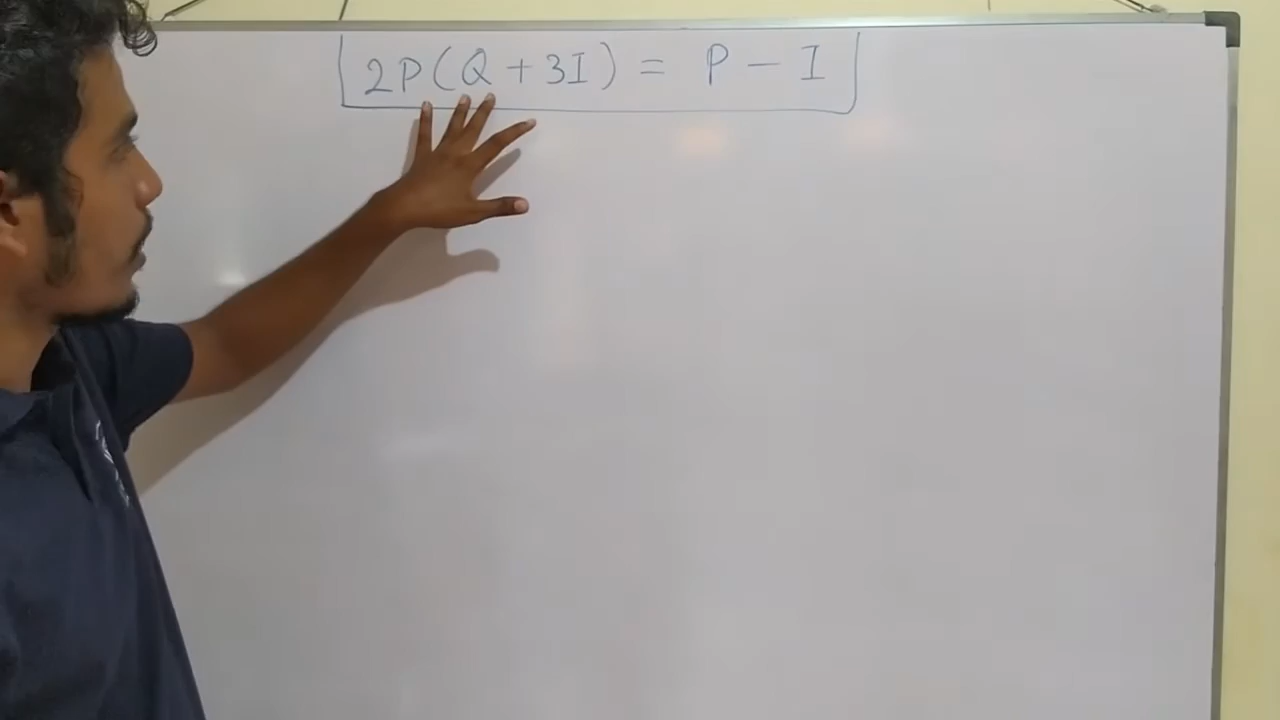 2P(Q + 3I) = P - I